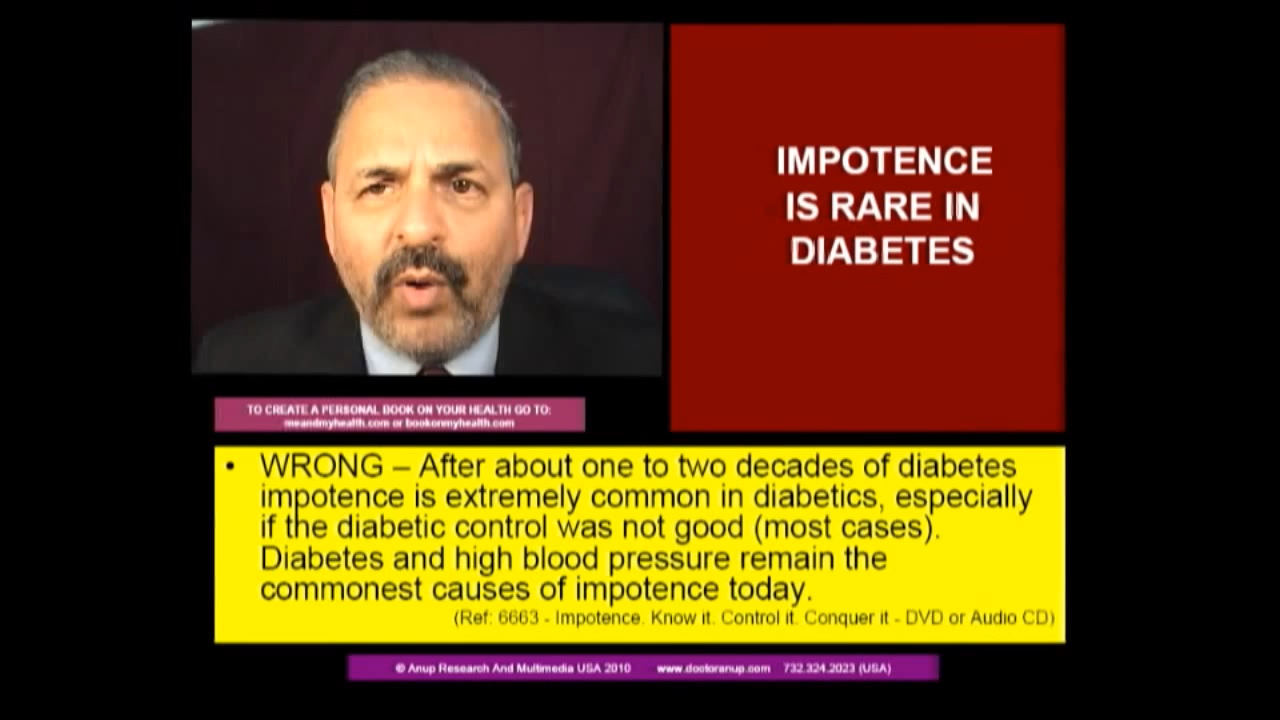 IMPOTENCE
IS RARE IN
DIABETES
TO CREATE A PERSONAL BOOK ON YOUR HEALTH GO TO:
meandmyhealth.com or bookonmyhealth.com
• WRONG – After about one to two decades of diabetes
impotence is extremely common in diabetics, especially
if the diabetic control was not good (most cases).
Diabetes and high blood pressure remain the
commonest causes of impotence today.
(Ref: 6663 - Impotence. Know it. Control it. Conquer it - DVD or Audio CD)
© Anup Research And Multimedia USA 2010 www.doctoranup.com 732.324.2023 (USA)